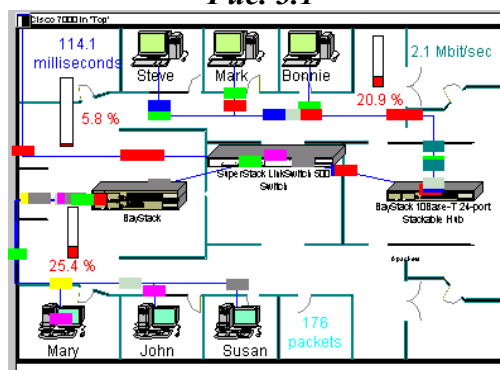 Рис. 3.1
Cisco 7000 in 'Top'
114.1
milliseconds
Steve
Mark
Bonnie
2.1 Mbit/sec
5.8 %
20.9 %
SuperStack LinkSwitch 500
Switch
BayStack
BayStack 10Base-T 24-port
Stackable Hub
25.4 %
176
packets
Mary
John
Susan